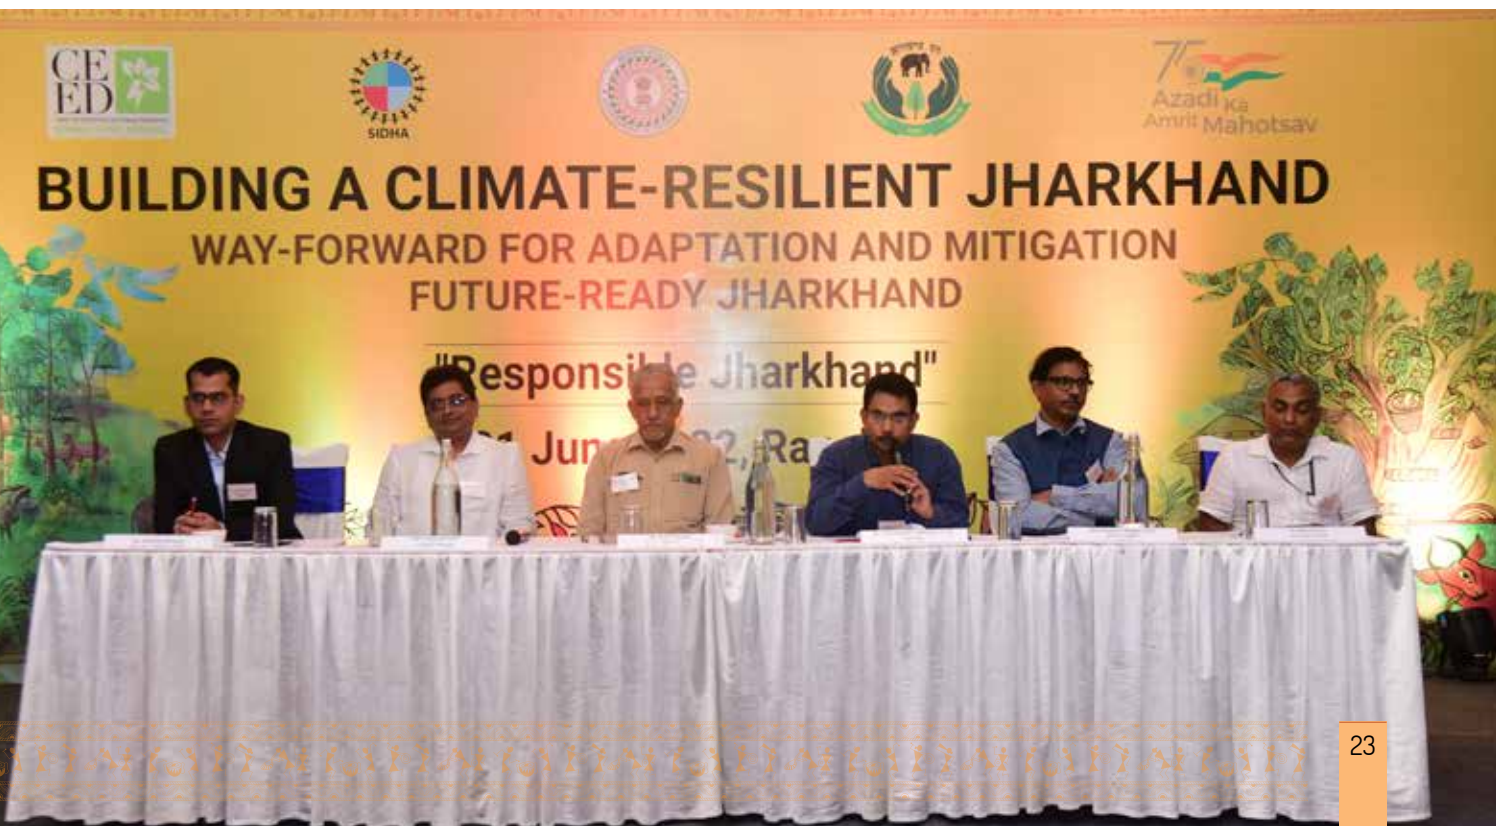 CE
ED
SIDHA
75
Azadi Ka
Amrit Mahotsav
BUILDING A CLIMATE-RESILIENT JHARKHAND
WAY-FORWARD FOR ADAPTATION AND MITIGATION
FUTURE-READY JHARKHAND
"Responsible Jharkhand"
23